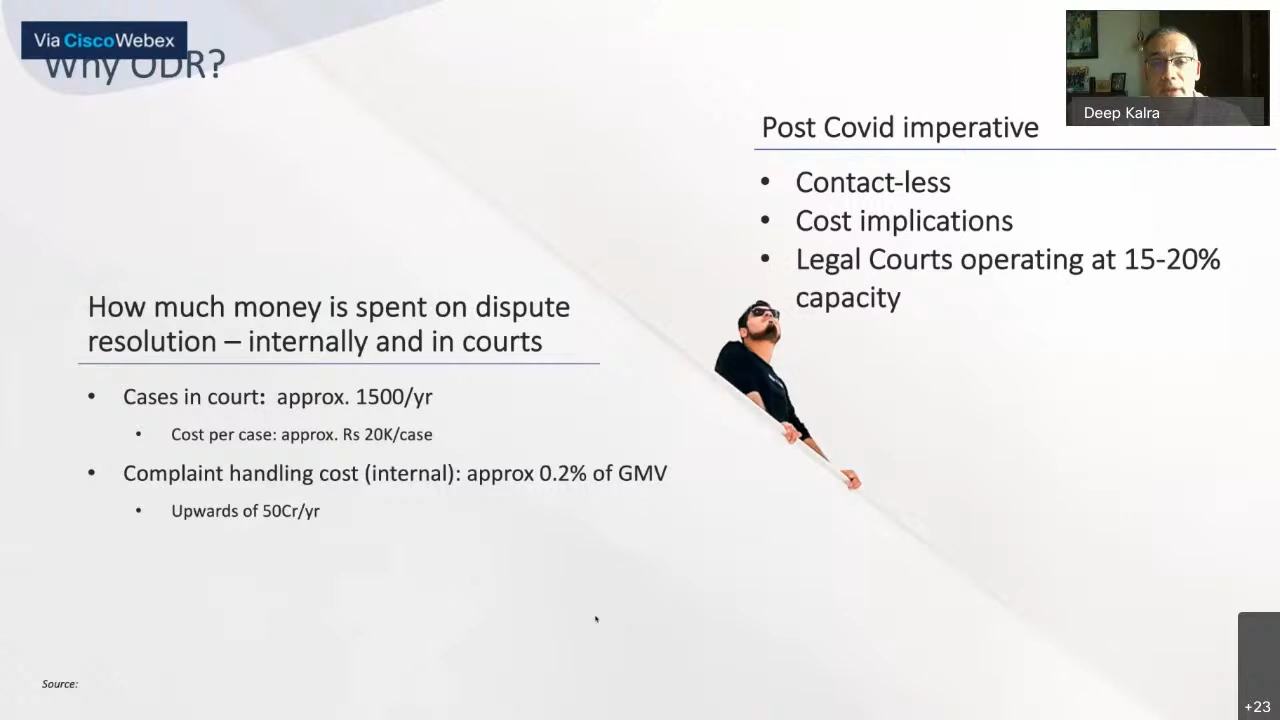 Via Cisco Webex
Why ODR?
Deep Kalra
Post Covid imperative
• Contact-less
• Cost implications
• Legal Courts operating at 15-20%
capacity
How much money is spent on dispute
resolution – internally and in courts
• Cases in court: approx. 1500/yr
• Cost per case: approx. Rs 20K/case
• Complaint handling cost (internal): approx 0.2% of GMV
• Upwards of 50Cr/yr
Source:
+23